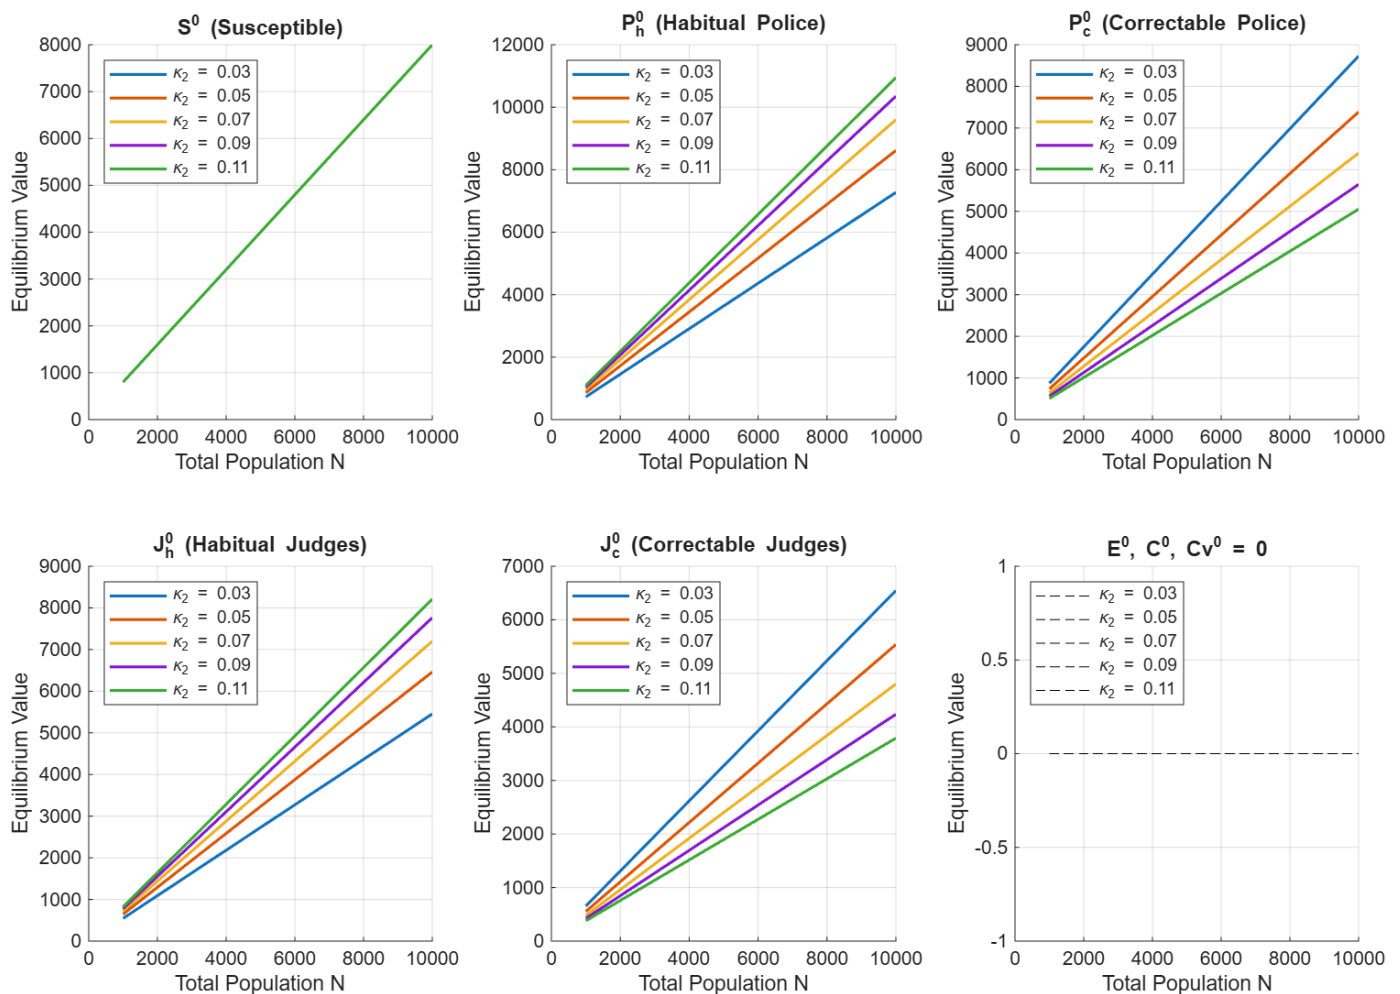 S⁰ (Susceptible)
8000
7000
6000
5000
4000
3000
2000
1000
0
Equilibrium Value
κ₂ = 0.03
κ₂ = 0.05
κ₂ = 0.07
κ₂ = 0.09
κ₂ = 0.11
0 2000 4000 6000 8000 10000
Total Population N
Pₕ⁰ (Habitual Police)
12000
10000
8000
6000
4000
2000
0
Equilibrium Value
κ₂ = 0.03
κ₂ = 0.05
κ₂ = 0.07
κ₂ = 0.09
κ₂ = 0.11
0 2000 4000 6000 8000 10000
Total Population N
P_c⁰ (Correctable Police)
9000
8000
7000
6000
5000
4000
3000
2000
1000
0
Equilibrium Value
κ₂ = 0.03
κ₂ = 0.05
κ₂ = 0.07
κ₂ = 0.09
κ₂ = 0.11
0 2000 4000 6000 8000 10000
Total Population N
Jₕ⁰ (Habitual Judges)
9000
8000
7000
6000
5000
4000
3000
2000
1000
0
Equilibrium Value
κ₂ = 0.03
κ₂ = 0.05
κ₂ = 0.07
κ₂ = 0.09
κ₂ = 0.11
0 2000 4000 6000 8000 10000
Total Population N
J_c⁰ (Correctable Judges)
7000
6000
5000
4000
3000
2000
1000
0
Equilibrium Value
κ₂ = 0.03
κ₂ = 0.05
κ₂ = 0.07
κ₂ = 0.09
κ₂ = 0.11
0 2000 4000 6000 8000 10000
Total Population N
E⁰, C⁰, Cv⁰ = 0
1
0.5
0
-0.5
-1
Equilibrium Value
κ₂ = 0.03
κ₂ = 0.05
κ₂ = 0.07
κ₂ = 0.09
κ₂ = 0.11
0 2000 4000 6000 8000 10000
Total Population N